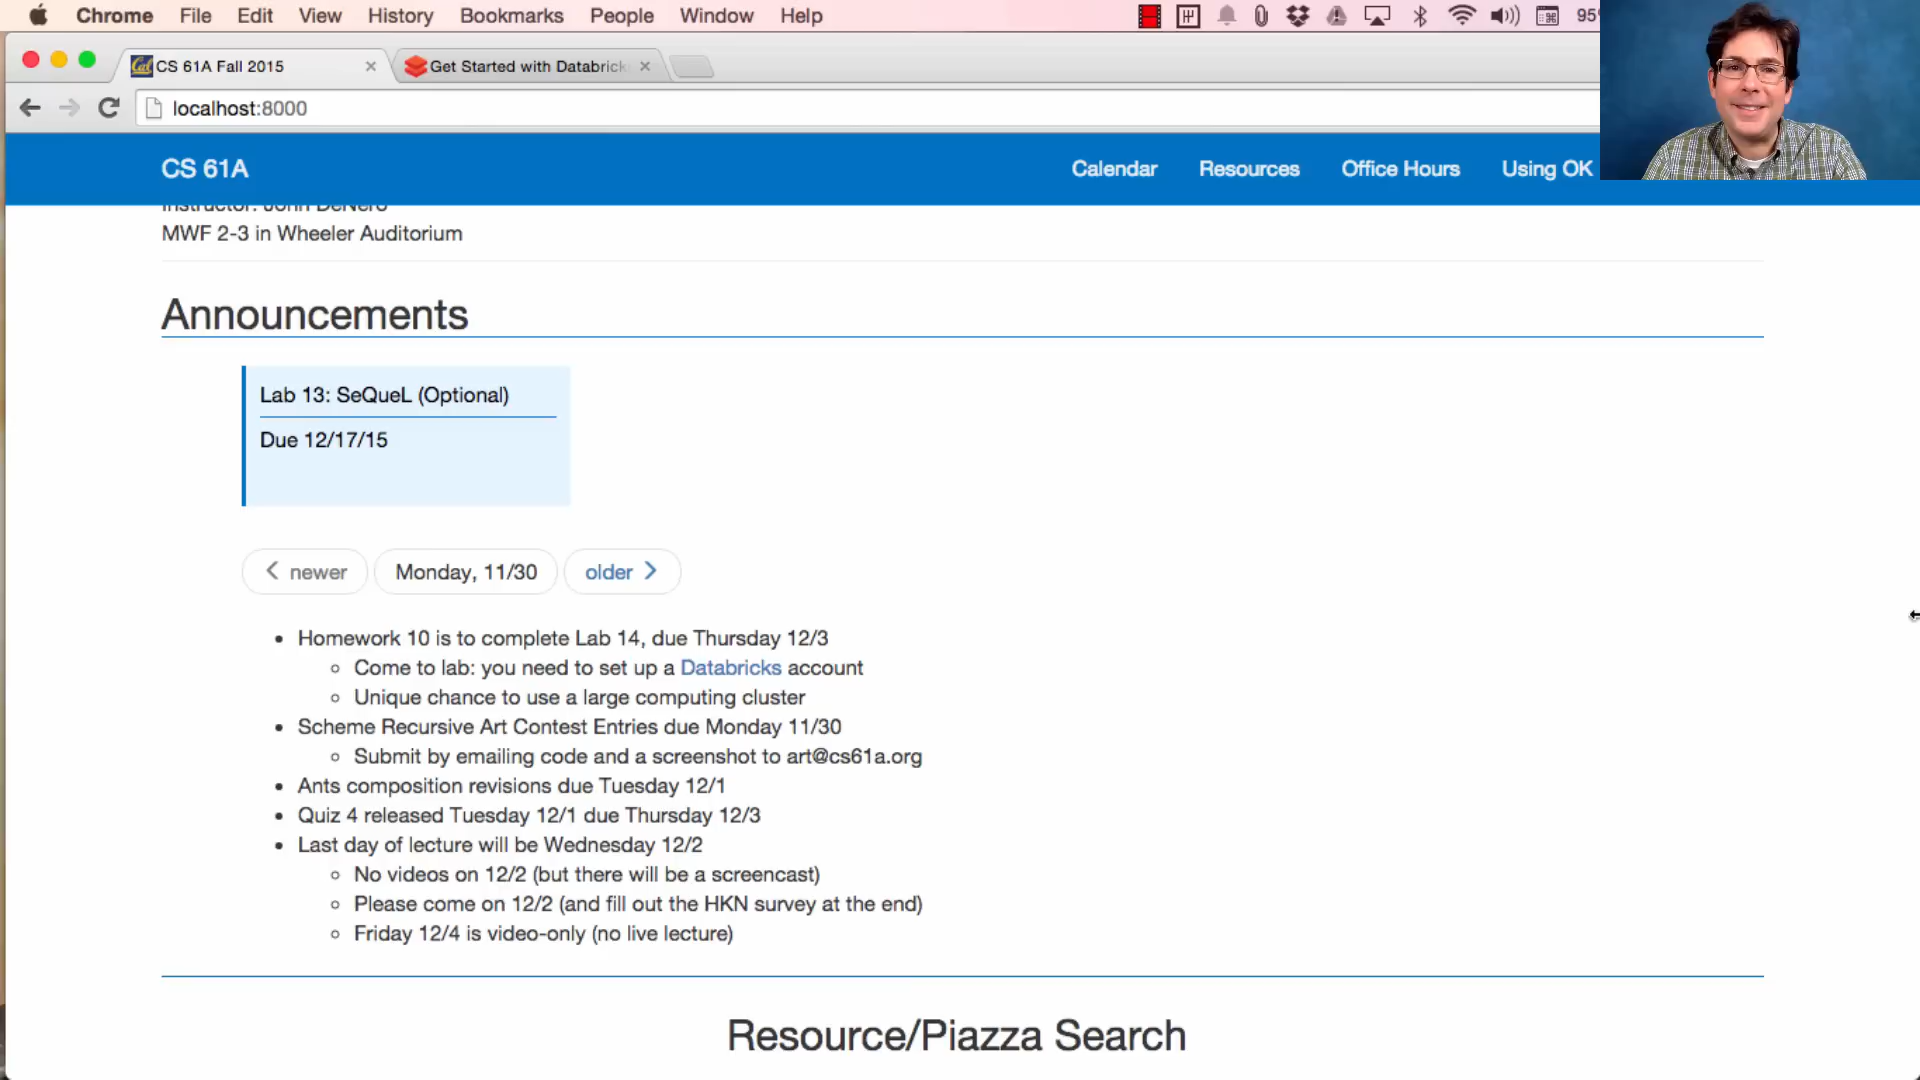 Chrome File Edit View History Bookmarks People Window Help 95
CS 61A Fall 2015
Get Started with Databrick
localhost:8000
CS 61A
Calendar Resources Office Hours Using OK
Instructor: John DeNero
MWF 2-3 in Wheeler Auditorium
Announcements
Lab 13: SeQueL (Optional)
Due 12/17/15
newer Monday, 11/30 older
• Homework 10 is to complete Lab 14, due Thursday 12/3
◦ Come to lab: you need to set up a Databricks account
◦ Unique chance to use a large computing cluster
• Scheme Recursive Art Contest Entries due Monday 11/30
◦ Submit by emailing code and a screenshot to art@cs61a.org
• Ants composition revisions due Tuesday 12/1
• Quiz 4 released Tuesday 12/1 due Thursday 12/3
• Last day of lecture will be Wednesday 12/2
◦ No videos on 12/2 (but there will be a screencast)
◦ Please come on 12/2 (and fill out the HKN survey at the end)
◦ Friday 12/4 is video-only (no live lecture)
Resource/Piazza Search